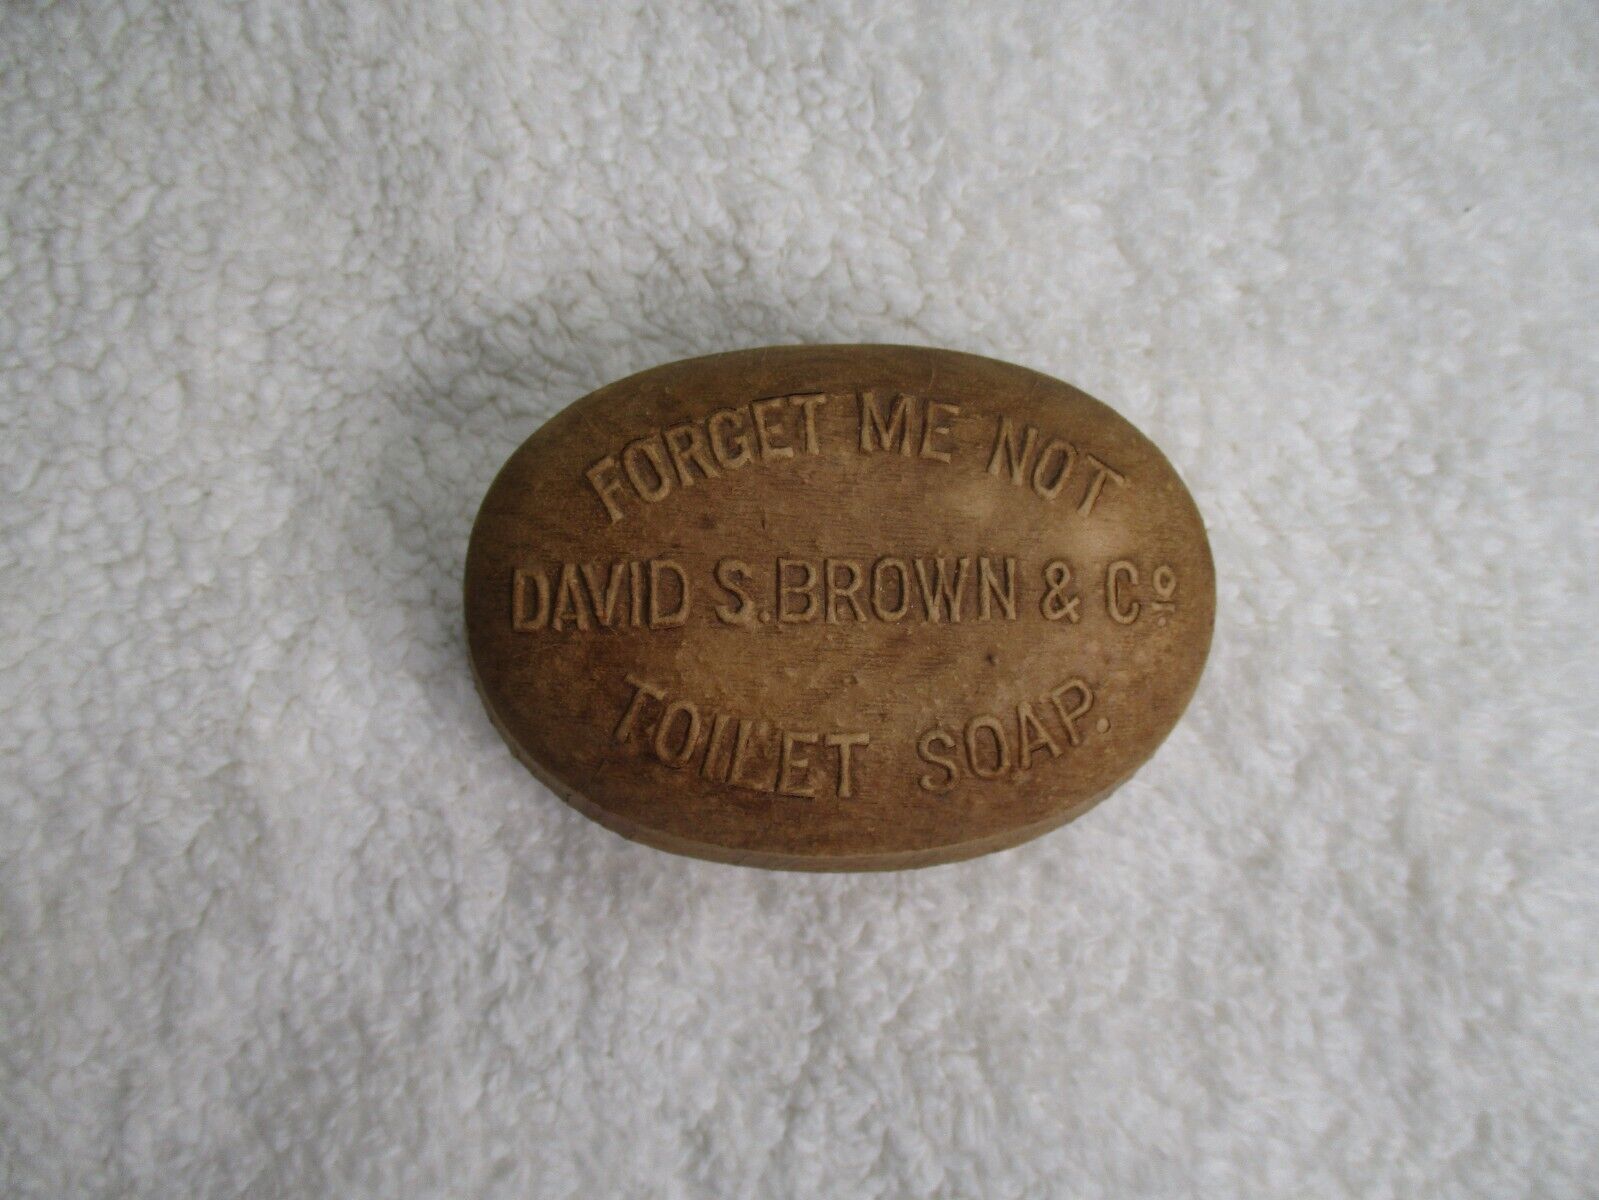 FORGET ME NOT
DAVID S. BROWN & Co.
TOILET SOAP.